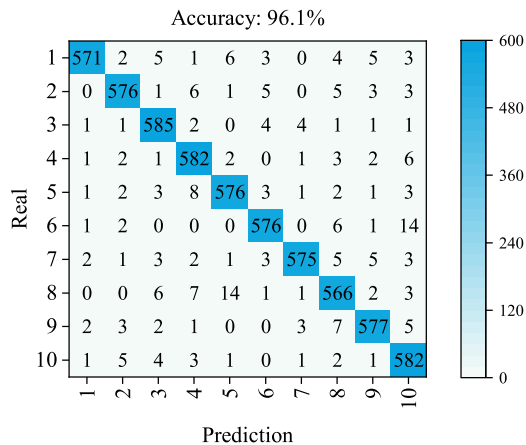 Accuracy: 96.1%
1 571 2 5 1 6 3 0 4 5 3
2 0 576 1 6 1 5 0 5 3 3
3 1 1 585 2 0 4 4 1 1 1
4 1 2 1 582 2 0 1 3 2 6
5 1 2 3 8 576 3 1 2 1 3
6 1 2 0 0 0 576 0 6 1 14
7 2 1 3 2 1 3 575 5 5 3
8 0 0 6 7 14 1 1 566 2 3
9 2 3 2 1 0 0 3 7 577 5
10 1 5 4 3 1 0 1 2 1 582
1 2 3 4 5 6 7 8 9 10
Real
Prediction
600
480
360
240
120
0